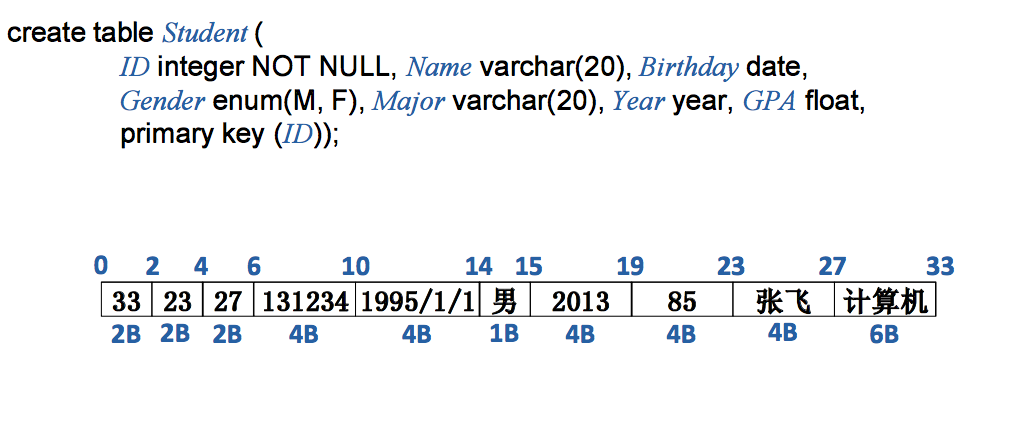 create table Student (
ID integer NOT NULL, Name varchar(20), Birthday date,
Gender enum(M, F), Major varchar(20), Year year, GPA float,
primary key (ID));
0 2 4 6 10 14 15 19 23 27 33
33 23 27 131234 1995/1/1 男 2013 85 张飞 计算机
2B 2B 2B 4B 4B 1B 4B 4B 4B 6B